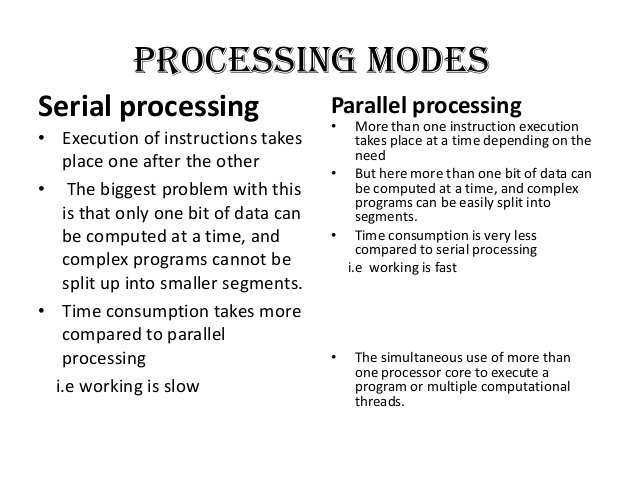 PROCESSING MODES
Serial processing
• Execution of instructions takes
place one after the other
• The biggest problem with this
is that only one bit of data can
be computed at a time, and
complex programs cannot be
split up into smaller segments.
• Time consumption takes more
compared to parallel
processing
i.e working is slow
Parallel processing
• More than one instruction execution
takes place at a time depending on the
need
• But here more than one bit of data can
be computed at a time, and complex
programs can be easily split into
segments.
• Time consumption is very less
compared to serial processing
i.e  working is fast
• The simultaneous use of more than
one processor core to execute a
program or multiple computational
threads.